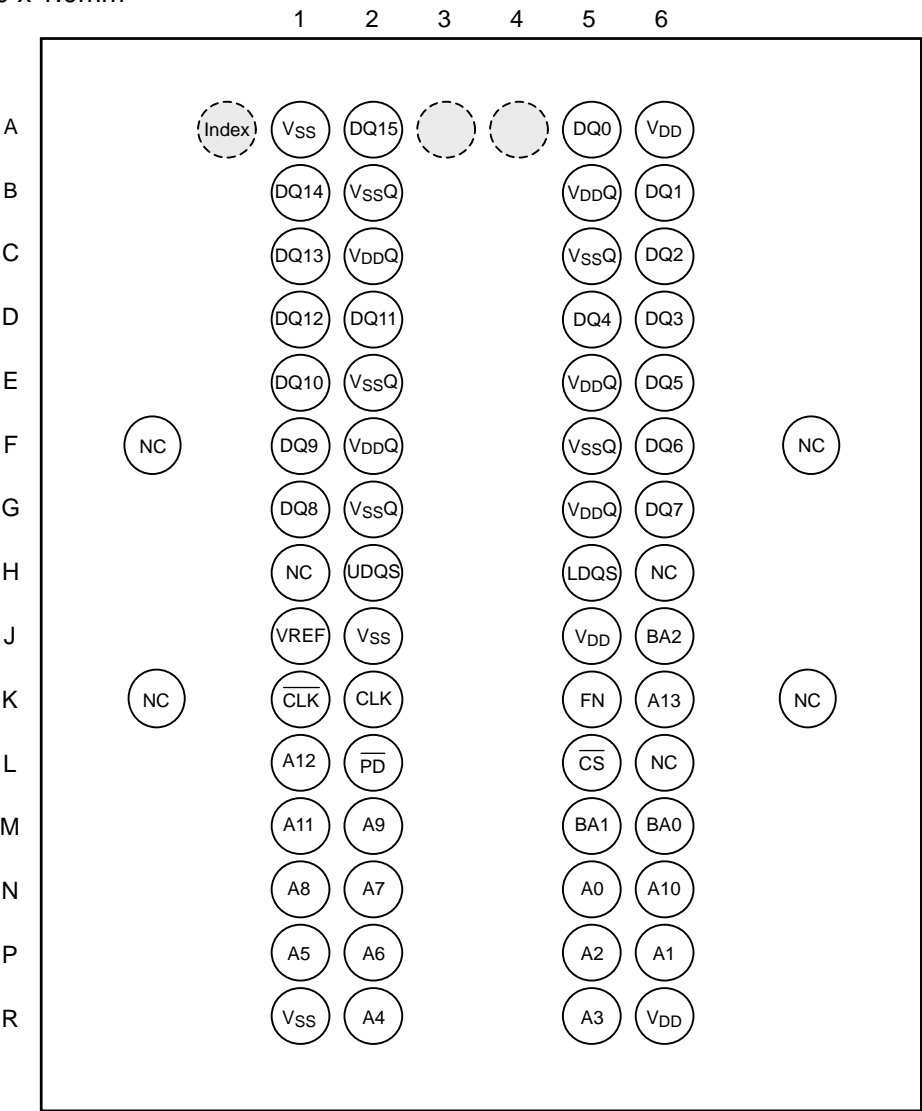 x 1.0mm
1 2 3 4 5 6
A Index VSS DQ15 DQ0 VDD
B DQ14 VSSQ VDDQ DQ1
C DQ13 VDDQ VSSQ DQ2
D DQ12 DQ11 DQ4 DQ3
E DQ10 VSSQ VDDQ DQ5
F NC DQ9 VDDQ VSSQ DQ6 NC
G DQ8 VSSQ VDDQ DQ7
H NC UDQS LDQS NC
J VREF VSS VDD BA2
K NC C̅L̅K̅ CLK FN A13 NC
L A12 P̅D̅ C̅S̅ NC
M A11 A9 BA1 BA0
N A8 A7 A0 A10
P A5 A6 A2 A1
R VSS A4 A3 VDD